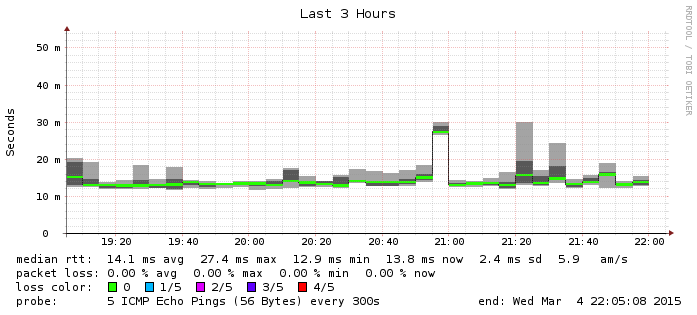 Last 3 Hours
RRDTOOL / TOBI OETIKER
Seconds
50 m
40 m
30 m
20 m
10 m
0
19:20 19:40 20:00 20:20 20:40 21:00 21:20 21:40 22:00
median rtt: 14.1 ms avg 27.4 ms max 12.9 ms min 13.8 ms now 2.4 ms sd 5.9 am/s
packet loss: 0.00 % avg 0.00 % max 0.00 % min 0.00 % now
loss color: 0 1/5 2/5 3/5 4/5
probe: 5 ICMP Echo Pings (56 Bytes) every 300s end: Wed Mar 4 22:05:08 2015